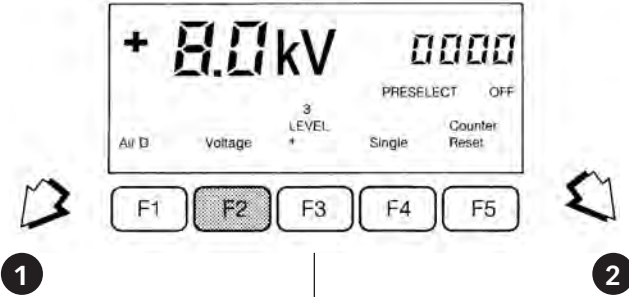 + 8.0 kV 0000
PRESELECT OFF
3
LEVEL Counter
Air D Voltage + Single Reset
F1 F2 F3 F4 F5
1 2